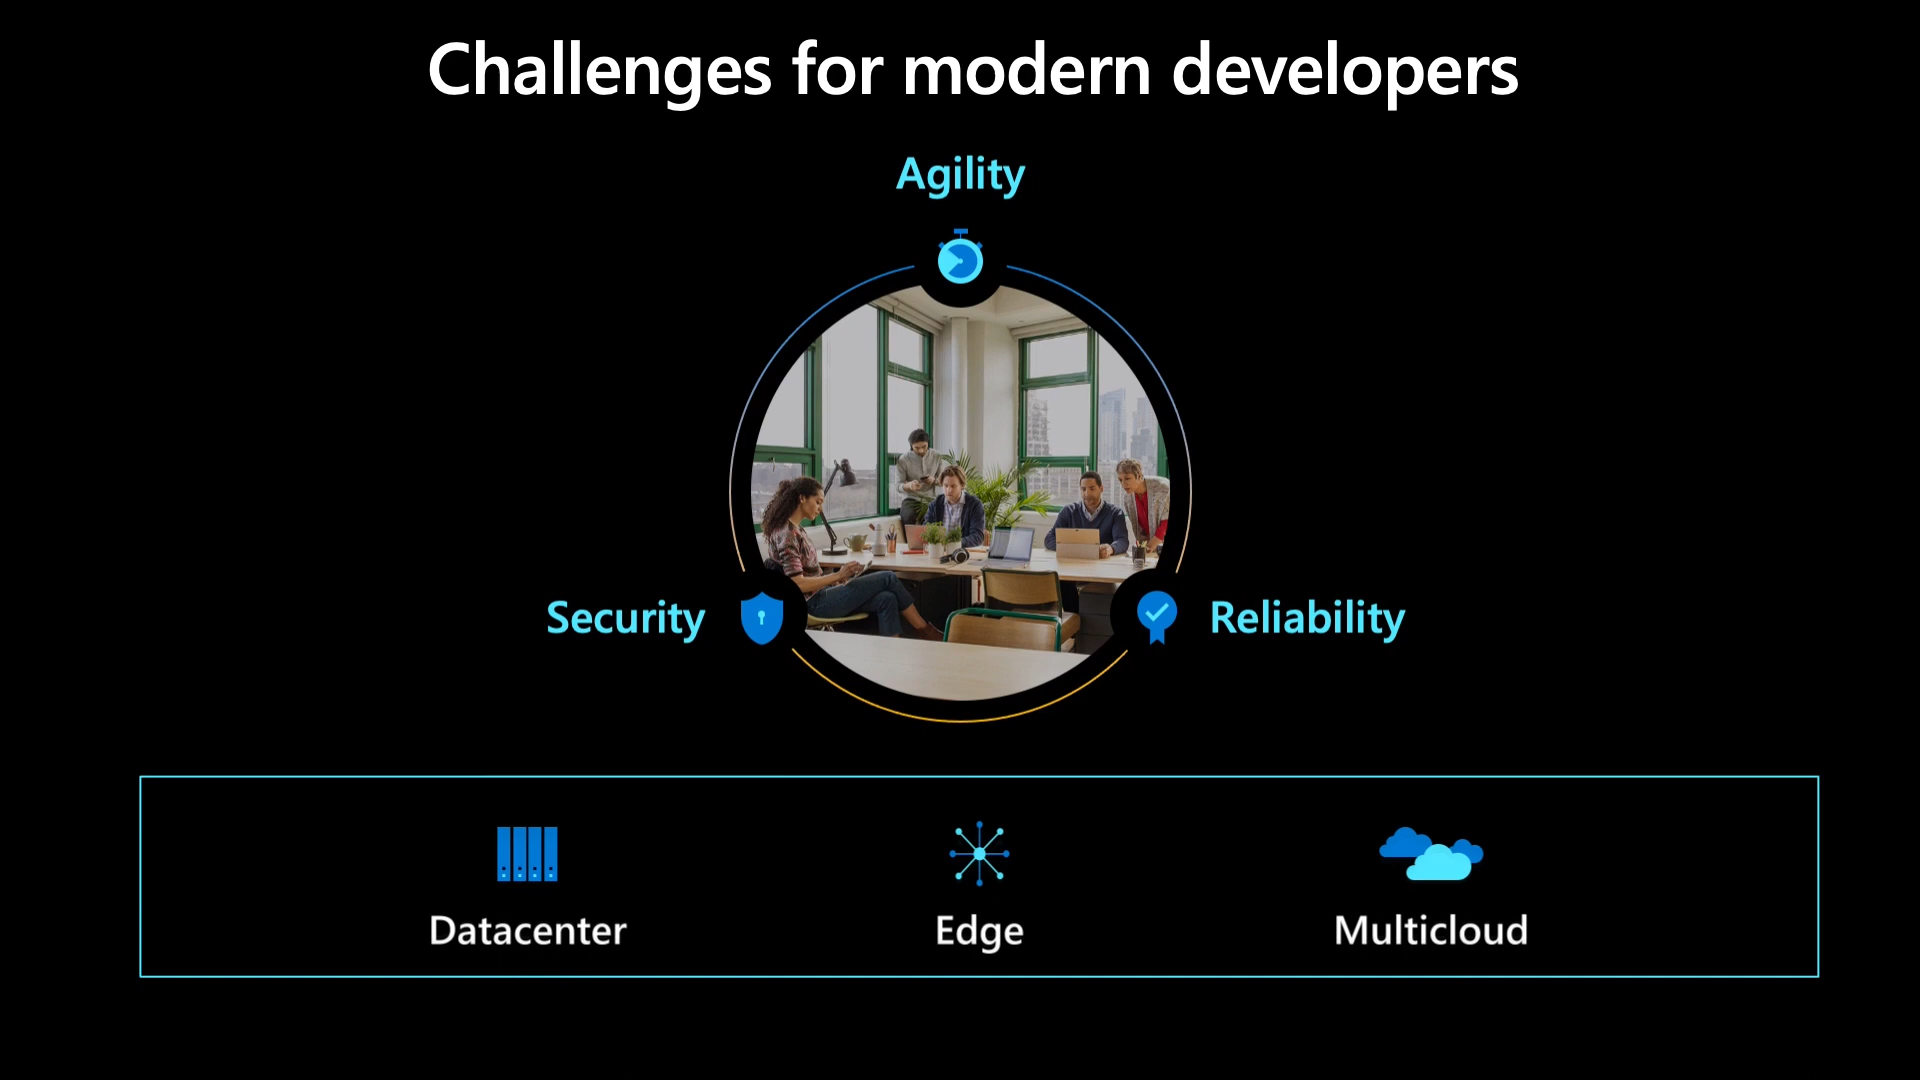 Challenges for modern developers
Agility
Security
Reliability
Datacenter
Edge
Multicloud